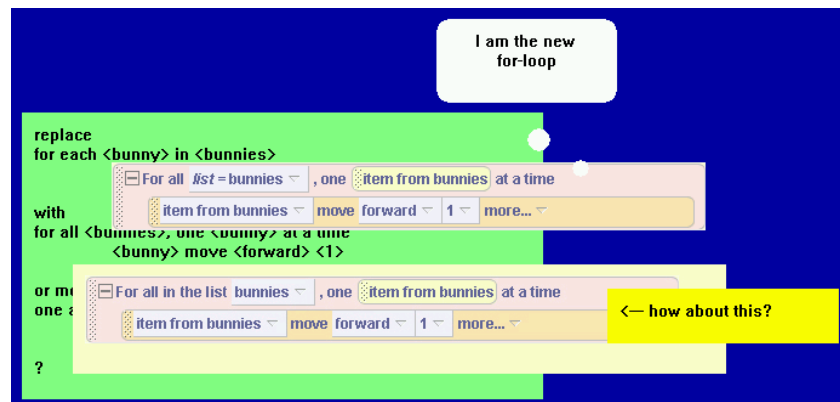 I am the new
for-loop
replace
for each <bunny> in <bunnies>
For all list = bunnies , one item from bunnies at a time
item from bunnies move forward 1 more...
with
for all <bunnies>, one <bunny> at a time
<bunny> move <forward> <1>
or
For all in the list bunnies , one item from bunnies at a time
one
item from bunnies move forward 1 more...
<— how about this?
?